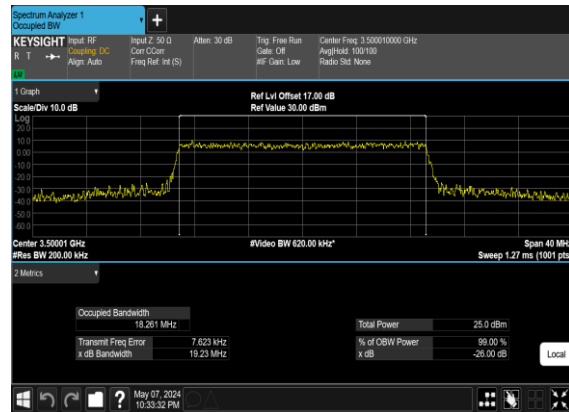 Spectrum Analyzer 1
Occupied BW
+
KEYSIGHT Input: RF Input Z: 50 Ω Atten: 30 dB Trig: Free Run Center Freq: 3.500010000 GHz
R T Coupling: DC Corr CCorr Gate: Off Avg|Hold: 100/100
Align: Auto Freq Ref: Int (S) #IF Gain: Low Radio Std: None
1 Graph
Ref Lvl Offset 17.00 dB
Scale/Div 10.0 dB Ref Value 30.00 dBm
Log
20.0
10.0
0.00
-10.0
-20.0
-30.0
-40.0
-50.0
-60.0
Center 3.50001 GHz #Video BW 620.00 kHz* Span 40 MHz
#Res BW 200.00 kHz Sweep 1.27 ms (1001 pts
2 Metrics
Occupied Bandwidth
18.261 MHz Total Power 25.0 dBm
Transmit Freq Error 7.623 kHz % of OBW Power 99.00 %
x dB Bandwidth 19.23 MHz x dB -26.00 dB
Local
? May 07, 2024
10:33:32 PM